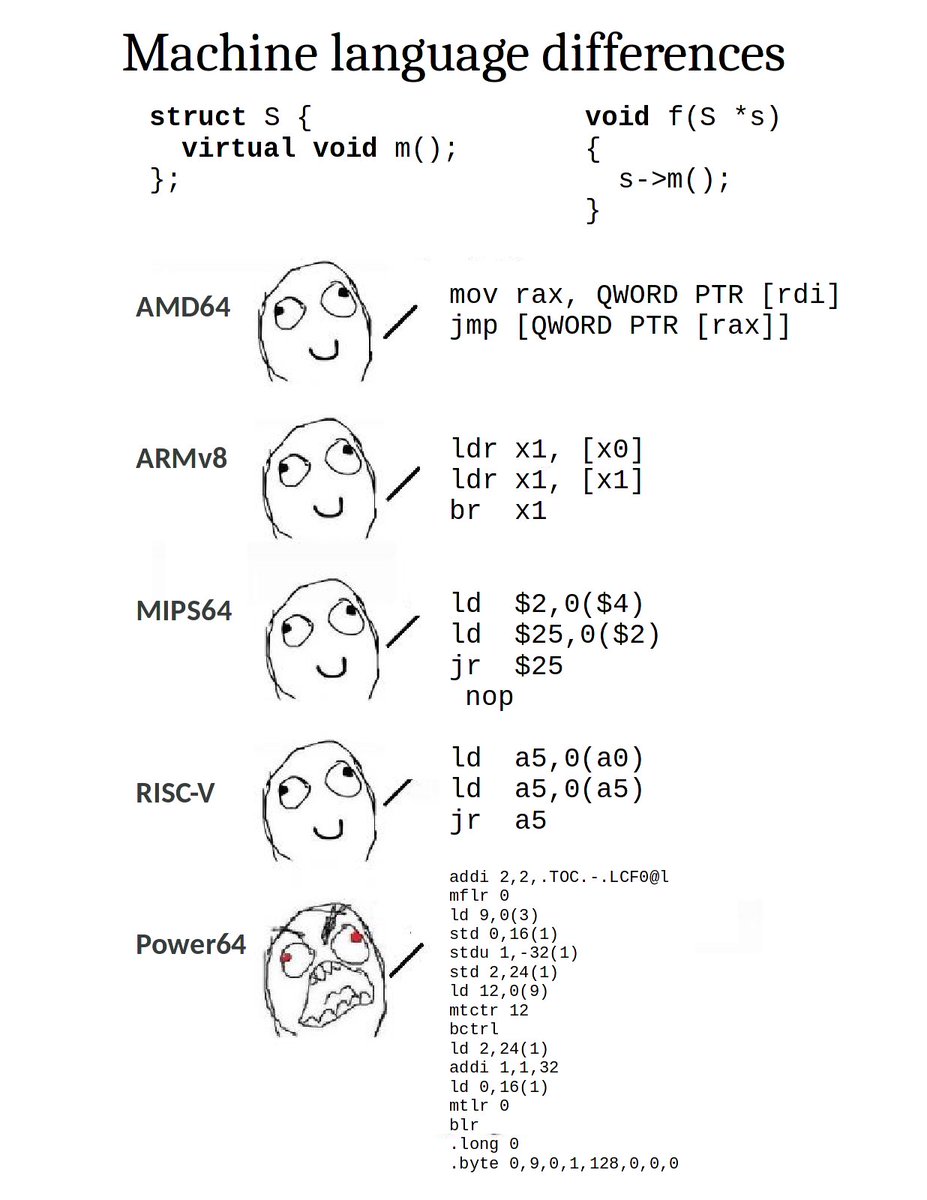 Machine language differences
struct S {
  virtual void m();
};
void f(S *s)
{
  s->m();
}
AMD64
mov rax, QWORD PTR [rdi]
jmp [QWORD PTR [rax]]
ARMv8
ldr x1, [x0]
ldr x1, [x1]
br  x1
MIPS64
ld  $2,0($4)
ld  $25,0($2)
jr  $25
 nop
RISC-V
ld  a5,0(a0)
ld  a5,0(a5)
jr  a5
Power64
addi 2,2,.TOC.-.LCF0@l
mflr 0
ld 9,0(3)
std 0,16(1)
stdu 1,-32(1)
std 2,24(1)
ld 12,0(9)
mtctr 12
bctrl
ld 2,24(1)
addi 1,1,32
ld 0,16(1)
mtlr 0
blr
.long 0
.byte 0,9,0,1,128,0,0,0